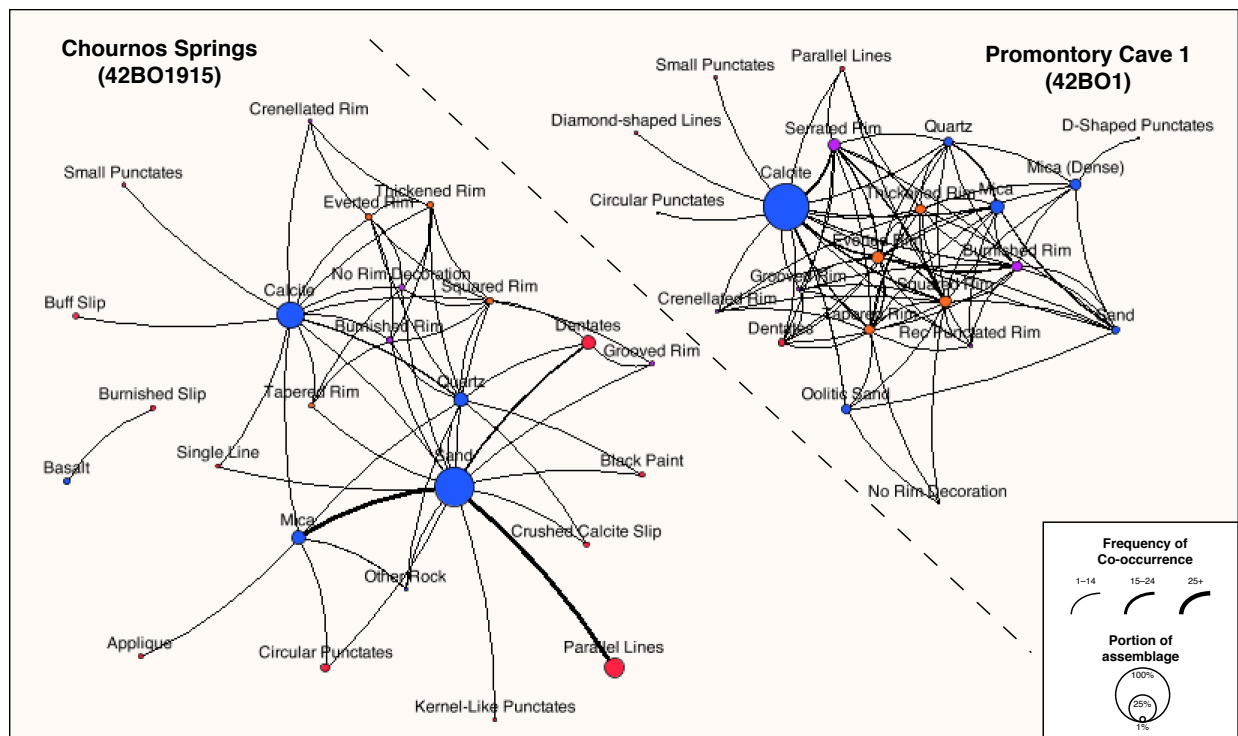 Chournos Springs
(42BO1915)
Crenellated Rim
Small Punctates
Thickened Rim
Everted Rim
No Rim Decoration
Squared Rim
Calcite
Buff Slip
Burnished Rim
Dentates
Grooved Rim
Quartz
Tapered Rim
Burnished Slip
Single Line
Sand
Black Paint
Basalt
Mica
Crushed Calcite Slip
Other Rock
Applique
Circular Punctates
Parallel Lines
Kernel-Like Punctates
Promontory Cave 1
(42BO1)
Parallel Lines
Small Punctates
Diamond-shaped Lines
Serrated Rim
Quartz
D-Shaped Punctates
Mica (Dense)
Calcite
Thickened Rim
Mica
Circular Punctates
Everted Rim
Burnished Rim
Grooved Rim
Squared Rim
Crenellated Rim
Tapered Rim
Sand
Dentates
Rec Punctated Rim
Oolitic Sand
No Rim Decoration
Frequency of
Co-occurrence
1–14
15–24
25+
Portion of
assemblage
100%
25%
1%